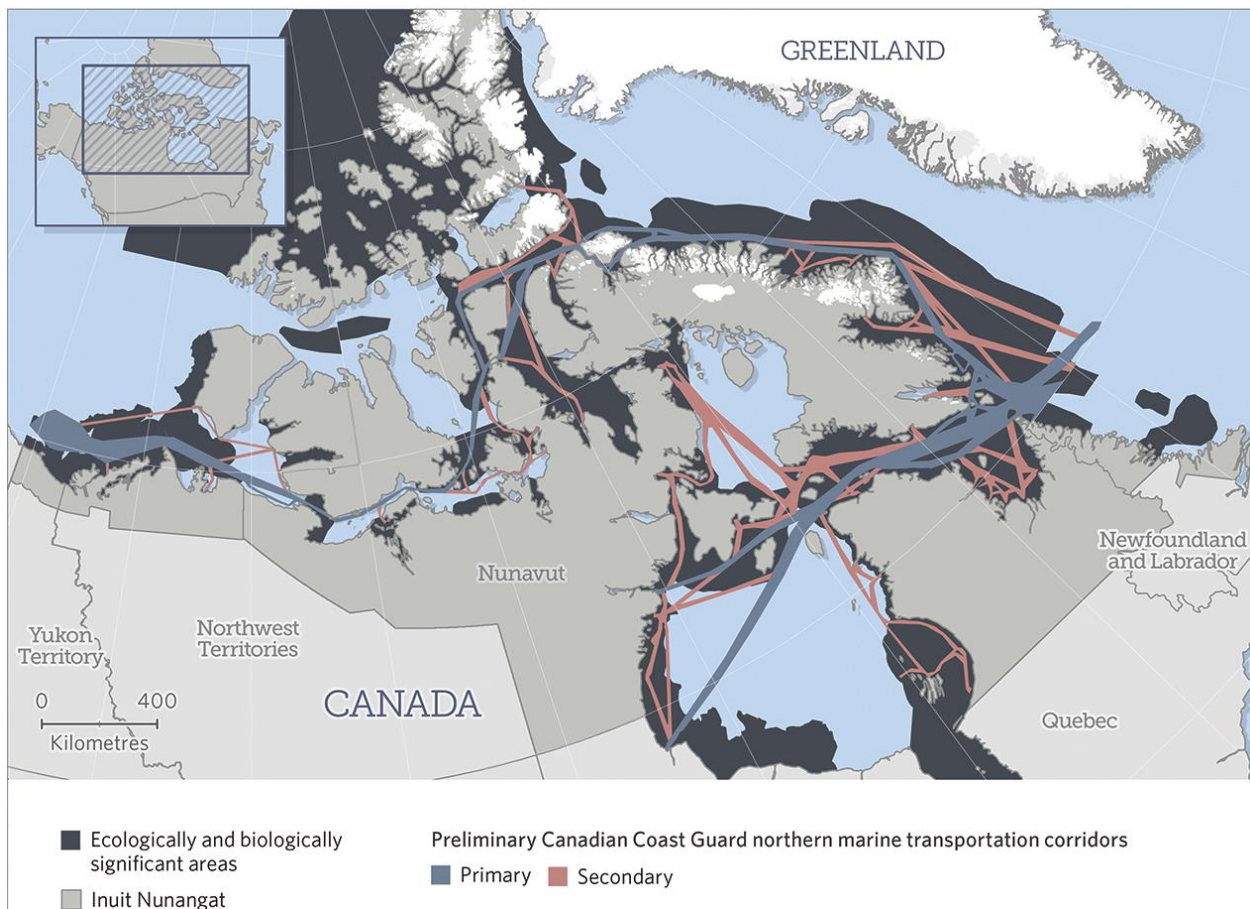 GREENLAND
Nunavut
Newfoundland
and Labrador
Yukon
Territory
Northwest
Territories
CANADA
Quebec
0 400
Kilometres
Ecologically and biologically
significant areas
Inuit Nunangat
Preliminary Canadian Coast Guard northern marine transportation corridors
Primary Secondary